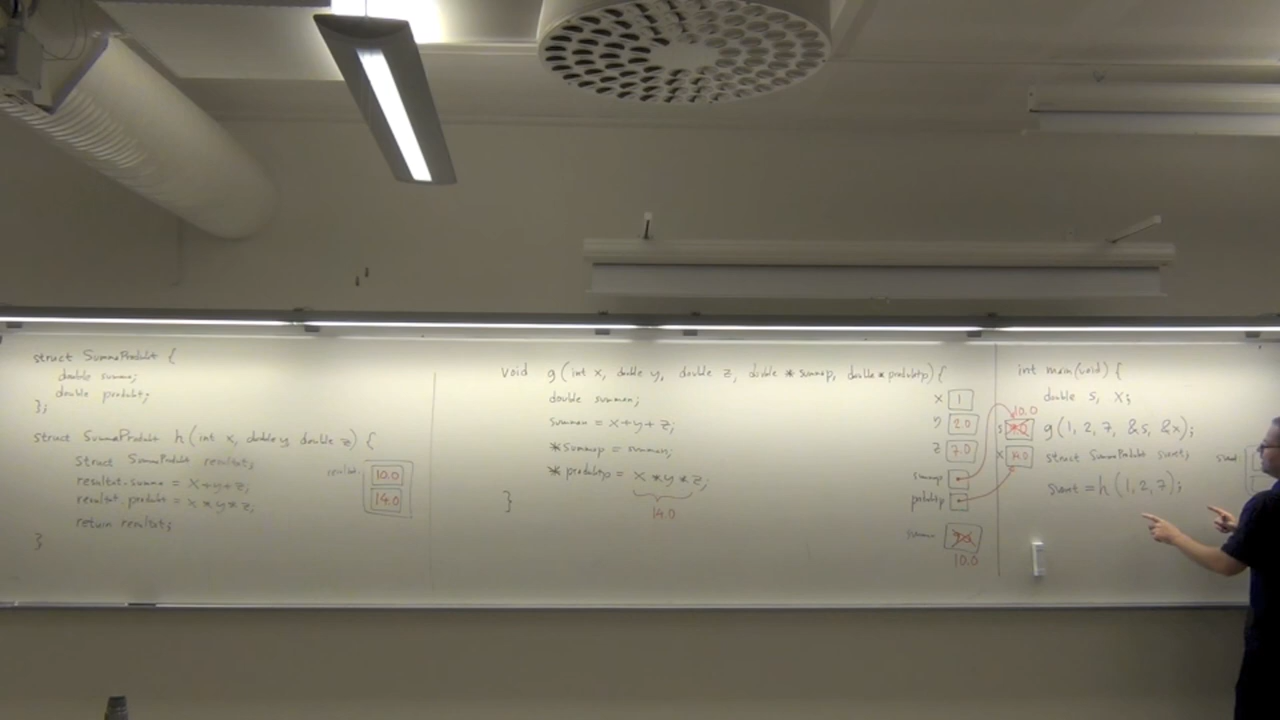 struct SummaProdukt {
double summa;
double produkt;
};
struct SummaProdukt h(int x, double y double z) {
struct SummaProdukt resultat;
resultat.summa = x+y+z;
resultat.produkt = x*y*z;
return resultat;
}
resultat
10.0
14.0
void g(int x, double y, double z, double *summap, double *produktp) {
double summan;
summan = x+y+z;
*summap = summan;
*produktp = x*y*z;
14.0
}
x 1
y 2.0
z 7.0
summap
produktp
summan
10.0
int main(void) {
double s, x;
10.0
s
g(1, 2, 7, &s, &x);
x 14.0
struct SummaProdukt svaret;
svaret = h(1,2,7);
svaret